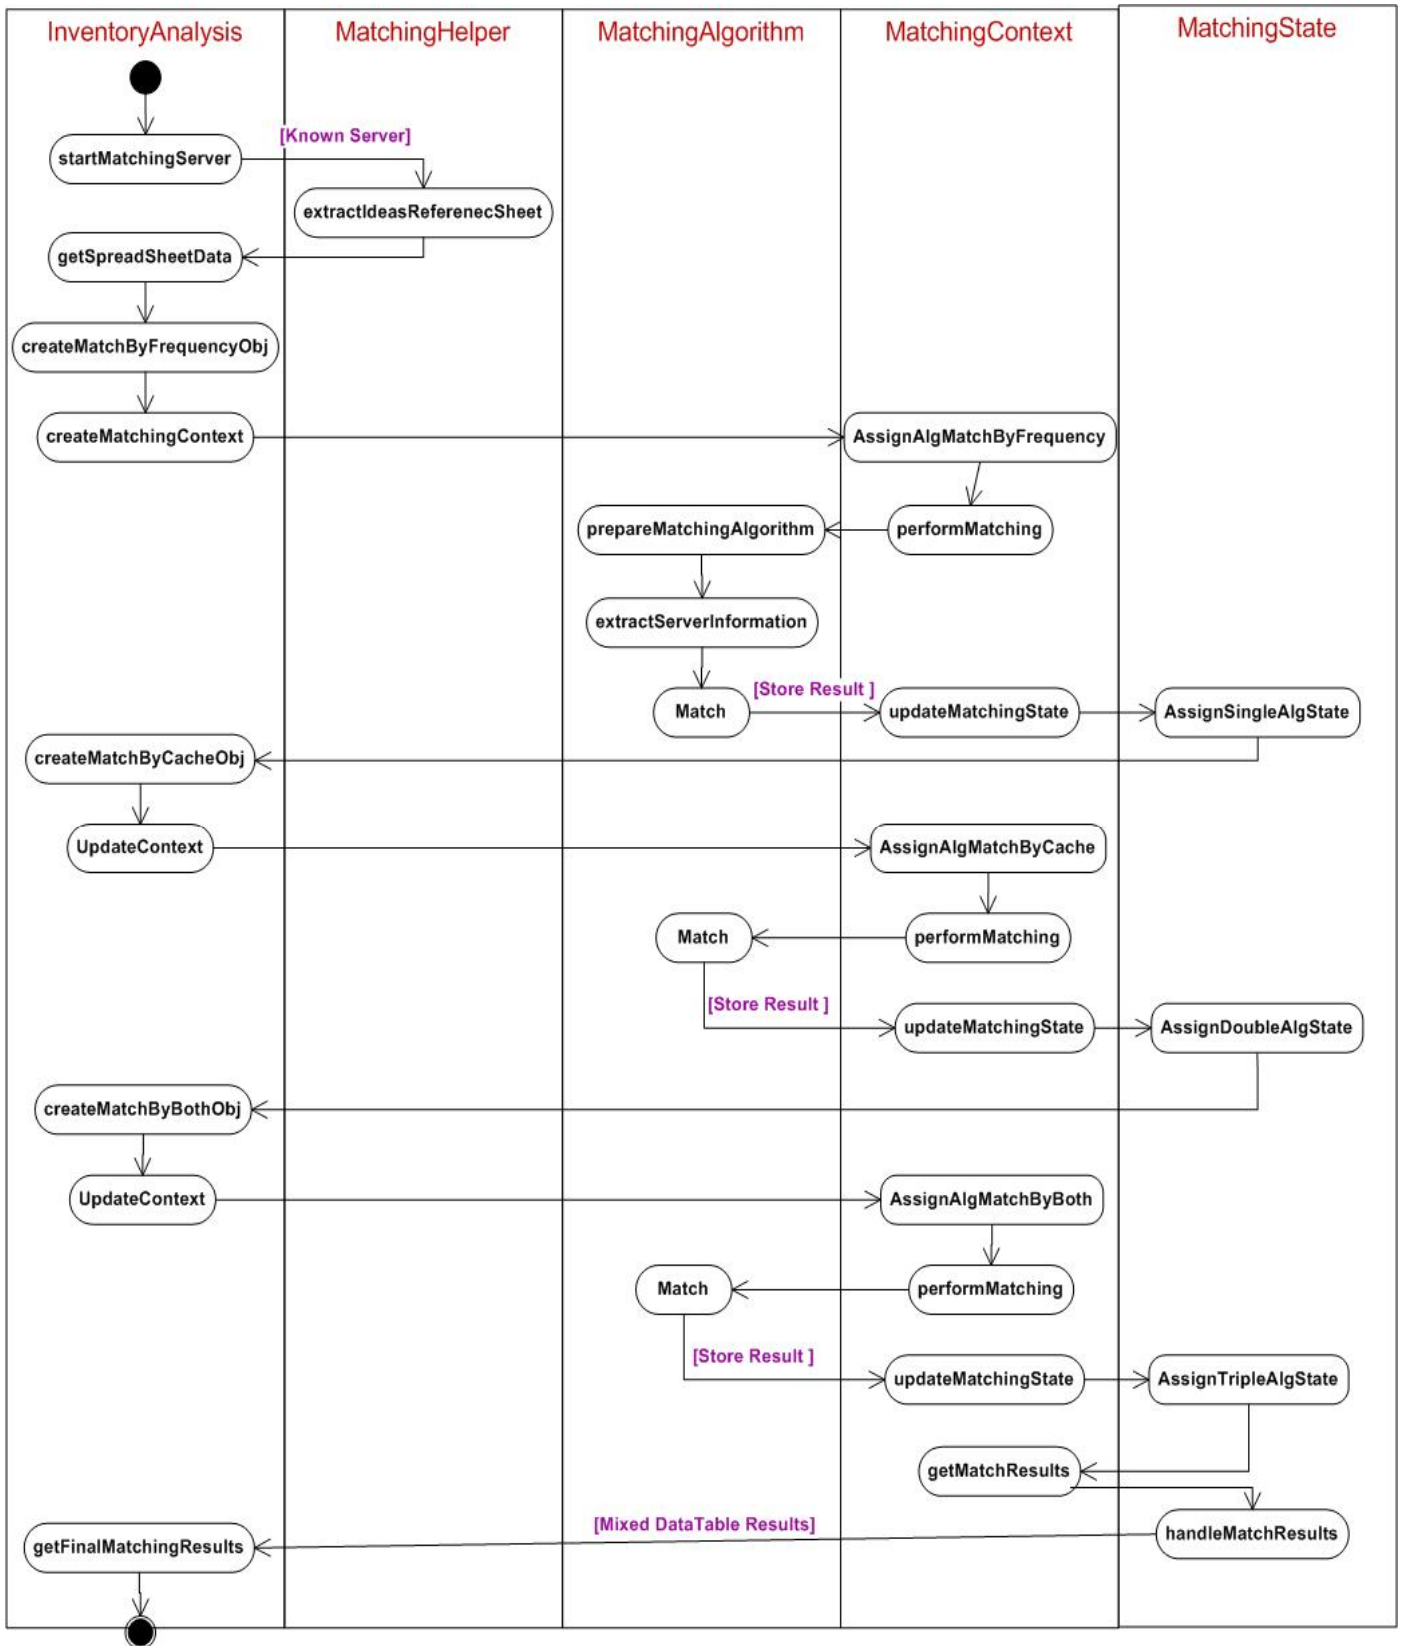 InventoryAnalysis
MatchingHelper
MatchingAlgorithm
MatchingContext
MatchingState
[Known Server]
startMatchingServer
extractIdeasReferenecSheet
getSpreadSheetData
createMatchByFrequencyObj
createMatchingContext
AssignAlgMatchByFrequency
prepareMatchingAlgorithm
performMatching
extractServerInformation
[Store Result ]
Match
updateMatchingState
AssignSingleAlgState
createMatchByCacheObj
UpdateContext
AssignAlgMatchByCache
Match
performMatching
[Store Result ]
updateMatchingState
AssignDoubleAlgState
createMatchByBothObj
UpdateContext
AssignAlgMatchByBoth
Match
performMatching
[Store Result ]
updateMatchingState
AssignTripleAlgState
getMatchResults
[Mixed DataTable Results]
handleMatchResults
getFinalMatchingResults